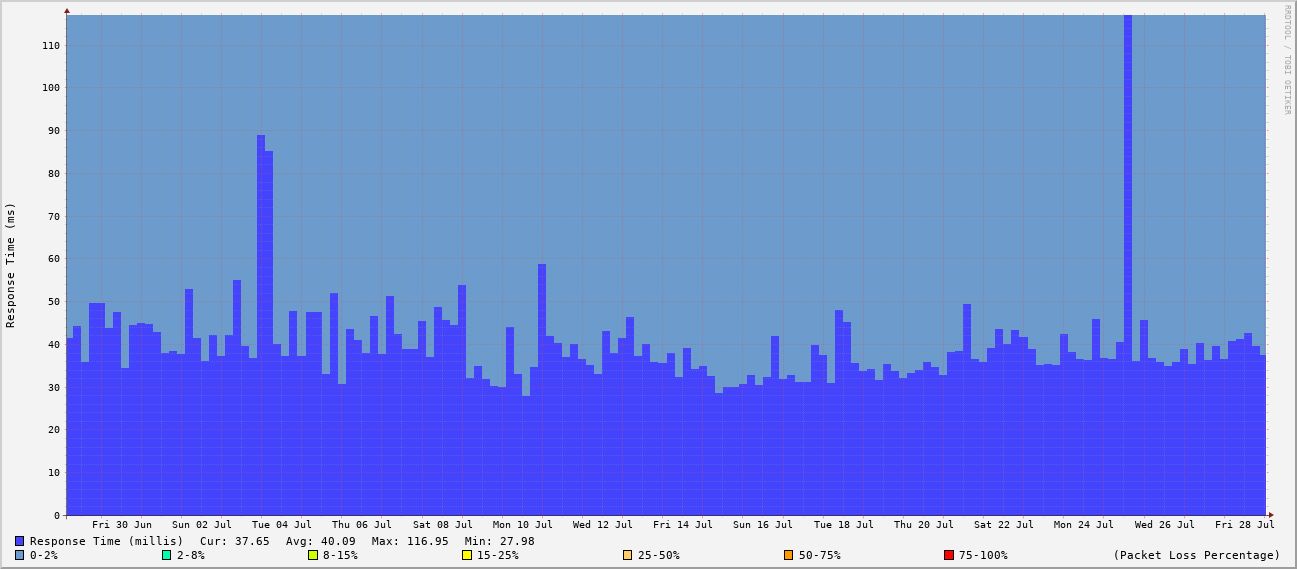 RRDTOOL / TOBI OETIKER
Response Time (ms)
110
100
90
80
70
60
50
40
30
20
10
0
Fri 30 Jun Sun 02 Jul Tue 04 Jul Thu 06 Jul Sat 08 Jul Mon 10 Jul Wed 12 Jul Fri 14 Jul Sun 16 Jul Tue 18 Jul Thu 20 Jul Sat 22 Jul Mon 24 Jul Wed 26 Jul Fri 28 Jul
Response Time (millis) Cur: 37.65 Avg: 40.09 Max: 116.95 Min: 27.98
0-2% 2-8% 8-15% 15-25% 25-50% 50-75% 75-100% (Packet Loss Percentage)